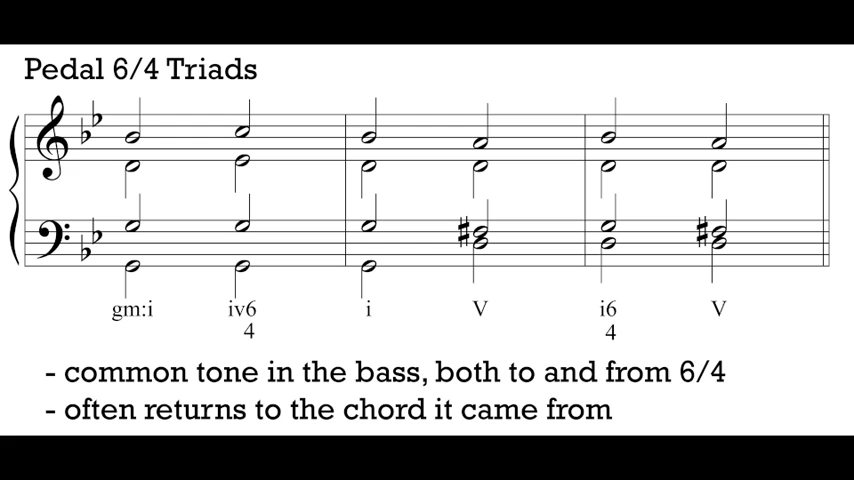 Pedal 6/4 Triads
gm:i iv6 i V i6 V
4 4
- common tone in the bass, both to and from 6/4
- often returns to the chord it came from